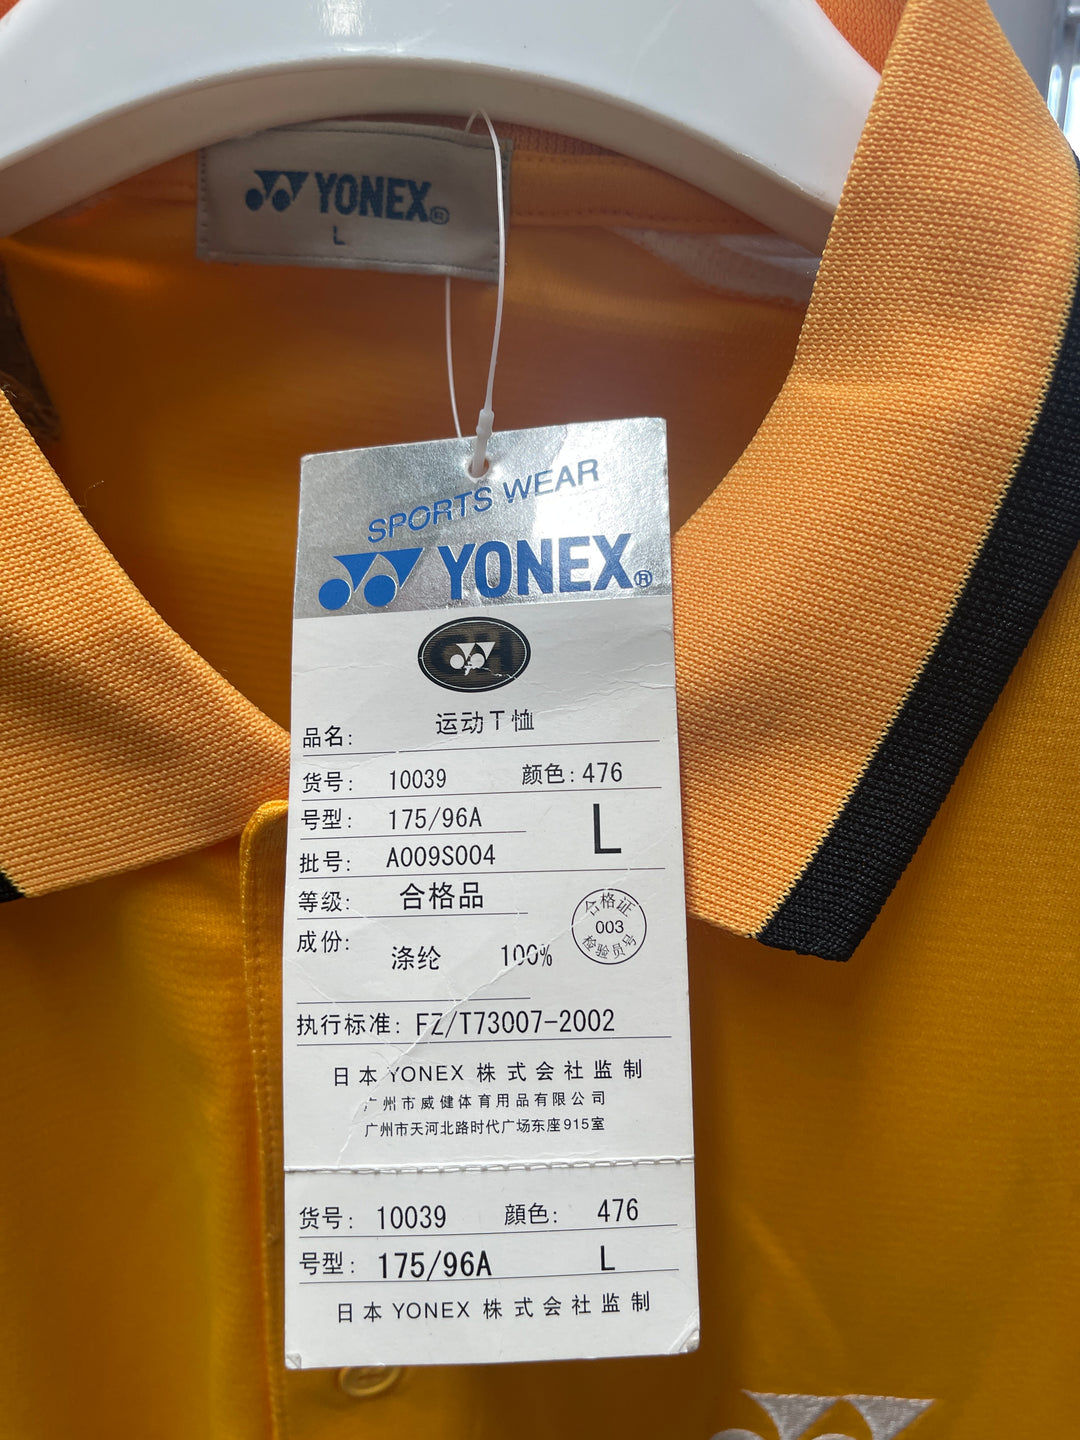 YONEX®
L
SPORTS WEAR
YONEX®
品名: 运动T恤
货号: 10039 颜色: 476
号型: 175/96A L
批号: A009S004
等级: 合格品
合格证
003
检验员号
成份: 涤纶 100%
执行标准: FZ/T73007-2002
日本YONEX株式会社监制
广州市威健体育用品有限公司
广州市天河北路时代广场东座915室
货号: 10039 顔色: 476
号型: 175/96A L
日本YONEX株式会社监制